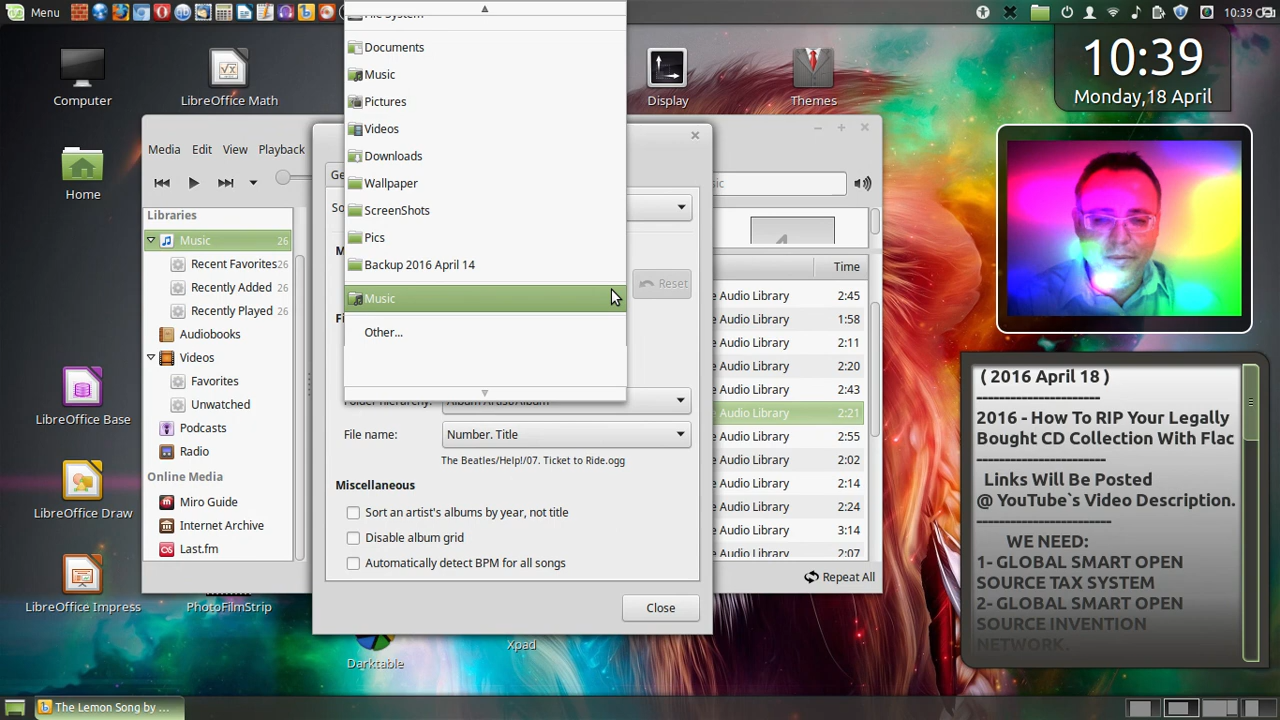 Menu
10:39
Computer
LibreOffice Math
Display
Themes
10:39
Monday,18 April
Home
LibreOffice Base
LibreOffice Draw
LibreOffice Impress
PhotoFilmStrip
Darktable
Xpad
Media Edit View Playback
Libraries
Music 26
Recent Favorites 26
Recently Added 26
Recently Played 26
Audiobooks
Videos
Favorites
Unwatched
Podcasts
Radio
Online Media
Miro Guide
Internet Archive
Last.fm
File System
Documents
Music
Pictures
Videos
Downloads
Wallpaper
ScreenShots
Pics
Backup 2016 April 14
Music
Other...
Reset
Folder hierarchy: Album Artist/Album
File name: Number. Title
The Beatles/Help!/07. Ticket to Ride.ogg
Miscellaneous
Sort an artist's albums by year, not title
Disable album grid
Automatically detect BPM for all songs
Close
Time
e Audio Library 2:45
e Audio Library 1:58
e Audio Library 2:11
e Audio Library 2:20
e Audio Library 2:43
Audio Library 2:21
e Audio Library 2:55
e Audio Library 2:02
e Audio Library 2:14
e Audio Library 2:24
e Audio Library 3:14
e Audio Library 2:07
Repeat All
( 2016 April 18 )
------------------------
2016 - How To RIP Your Legally
Bought CD Collection With Flac
-------------------------
Links Will Be Posted
@ YouTube`s Video Description.
--------------------------
WE NEED:
1- GLOBAL SMART OPEN
SOURCE TAX SYSTEM
2- GLOBAL SMART OPEN
SOURCE INVENTION
NETWORK.
The Lemon Song by ...